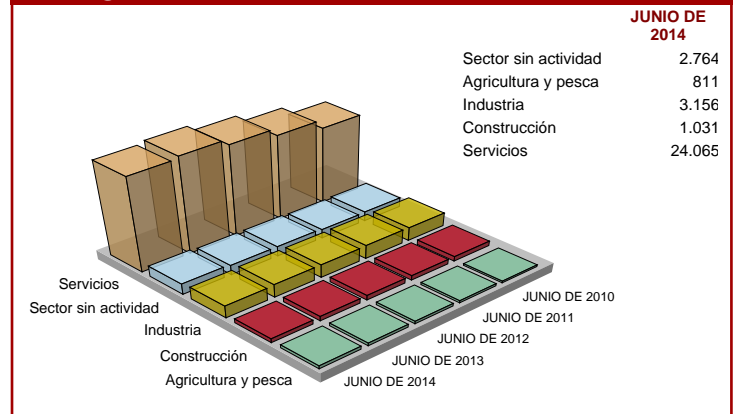 JUNIO DE
2014
Sector sin actividad 2.764
Agricultura y pesca 811
Industria 3.156
Construcción 1.031
Servicios 24.065
Servicios
Sector sin actividad
Industria
Construcción
Agricultura y pesca
JUNIO DE 2010
JUNIO DE 2011
JUNIO DE 2012
JUNIO DE 2013
JUNIO DE 2014